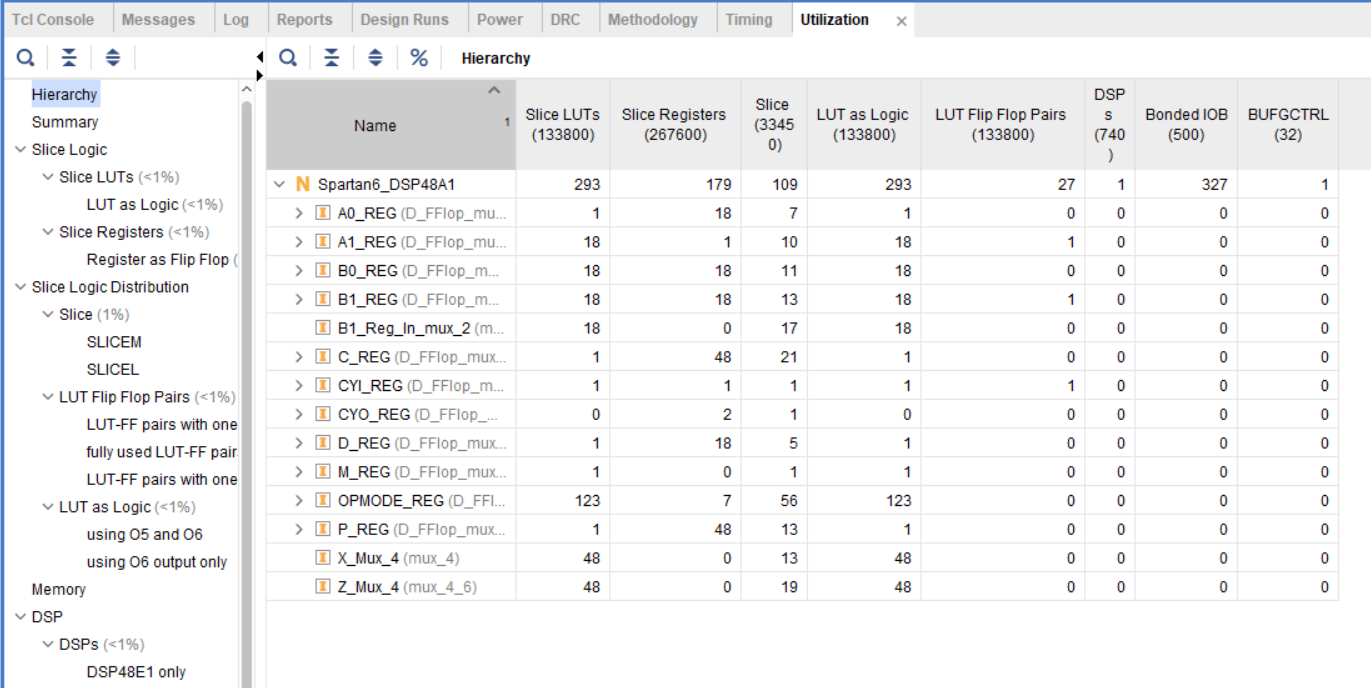 Tcl Console Messages Log Reports Design Runs Power DRC Methodology Timing Utilization ×
% Hierarchy
Hierarchy
Summary
Slice Logic
Slice LUTs (<1%)
LUT as Logic (<1%)
Slice Registers (<1%)
Register as Flip Flop (
Slice Logic Distribution
Slice (1%)
SLICEM
SLICEL
LUT Flip Flop Pairs (<1%)
LUT-FF pairs with one
fully used LUT-FF pair
LUT-FF pairs with one
LUT as Logic (<1%)
using O5 and O6
using O6 output only
Memory
DSP
DSPs (<1%)
DSP48E1 only
Name 1
Slice LUTs
(133800)
Slice Registers
(267600)
Slice
(3345
0)
LUT as Logic
(133800)
LUT Flip Flop Pairs
(133800)
DSP
s
(740
)
Bonded IOB
(500)
BUFGCTRL
(32)
N Spartan6_DSP48A1 293 179 109 293 27 1 327 1
I A0_REG (D_FFlop_mu... 1 18 7 1 0 0 0 0
I A1_REG (D_FFlop_mu... 18 1 10 18 1 0 0 0
I B0_REG (D_FFlop_m... 18 18 11 18 0 0 0 0
I B1_REG (D_FFlop_m... 18 18 13 18 1 0 0 0
I B1_Reg_In_mux_2 (m... 18 0 17 18 0 0 0 0
I C_REG (D_FFlop_mux... 1 48 21 1 0 0 0 0
I CYI_REG (D_FFlop_m... 1 1 1 1 1 0 0 0
I CYO_REG (D_FFlop_... 0 2 1 0 0 0 0 0
I D_REG (D_FFlop_mux... 1 18 5 1 0 0 0 0
I M_REG (D_FFlop_mux... 1 0 1 1 0 0 0 0
I OPMODE_REG (D_FFl... 123 7 56 123 0 0 0 0
I P_REG (D_FFlop_mux... 1 48 13 1 0 0 0 0
I X_Mux_4 (mux_4) 48 0 13 48 0 0 0 0
I Z_Mux_4 (mux_4_6) 48 0 19 48 0 0 0 0